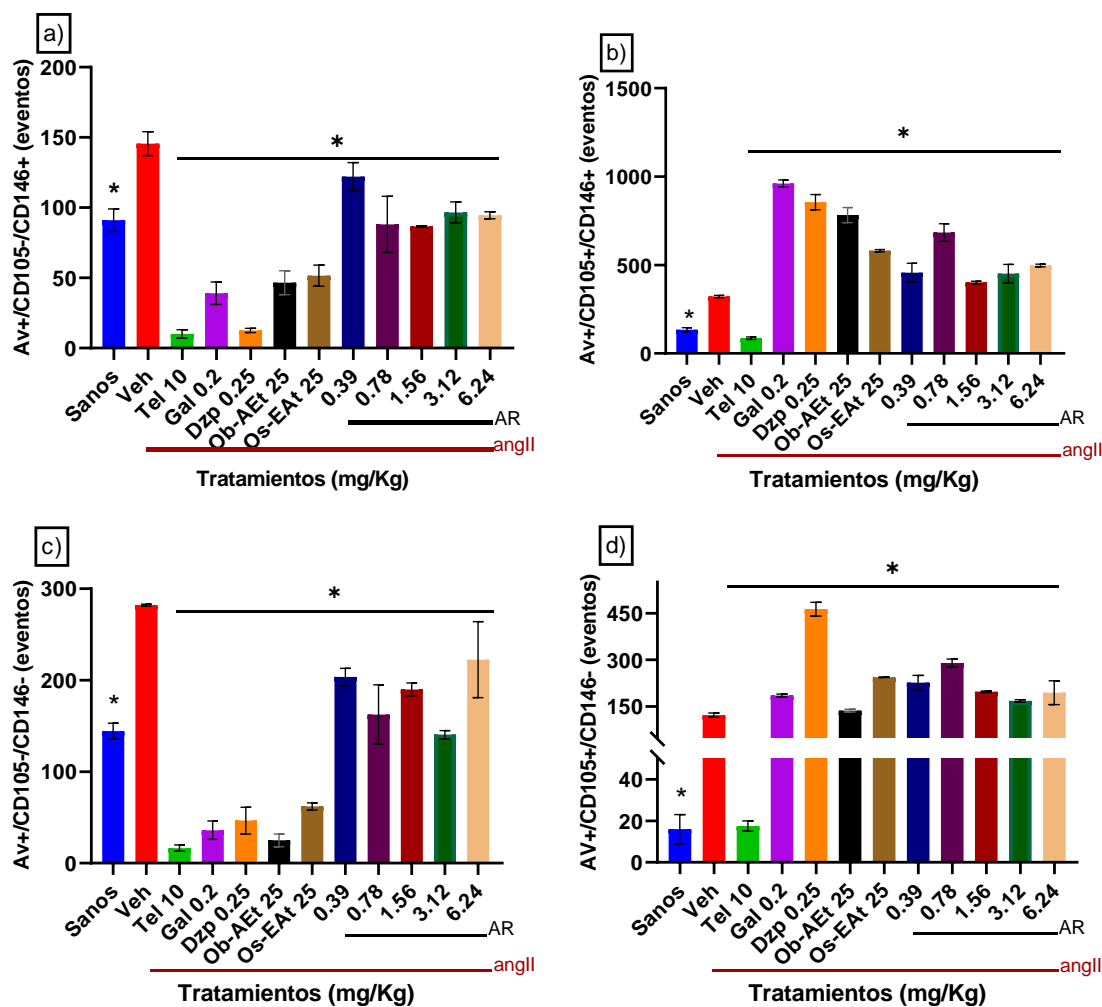 a)
Av+/CD105-/CD146+ (eventos)
200
150
100
50
0
*
*
Sanos
Veh
Tel 10
Gal 0.2
Dzp 0.25
Ob-AEt 25
Os-EAt 25
0.39
0.78
1.56
3.12
6.24
AR
angII
Tratamientos (mg/Kg)
b)
Av+/CD105+/CD146+ (eventos)
1500
1000
500
0
*
*
Sanos
Veh
Tel 10
Gal 0.2
Dzp 0.25
Ob-AEt 25
Os-EAt 25
0.39
0.78
1.56
3.12
6.24
AR
angII
Tratamientos (mg/Kg)
c)
Av+/CD105-/CD146- (eventos)
300
200
100
0
*
*
Sanos
Veh
Tel 10
Gal 0.2
Dzp 0.25
Ob-AEt 25
Os-EAt 25
0.39
0.78
1.56
3.12
6.24
AR
angII
Tratamientos (mg/Kg)
d)
AV+/CD105+/CD146- (eventos)
450
300
150
40
20
0
*
*
Sanos
Veh
Tel 10
Gal 0.2
Dzp 0.25
Ob-AEt 25
Os-EAt 25
0.39
0.78
1.56
3.12
6.24
AR
angII
Tratamientos (mg/Kg)